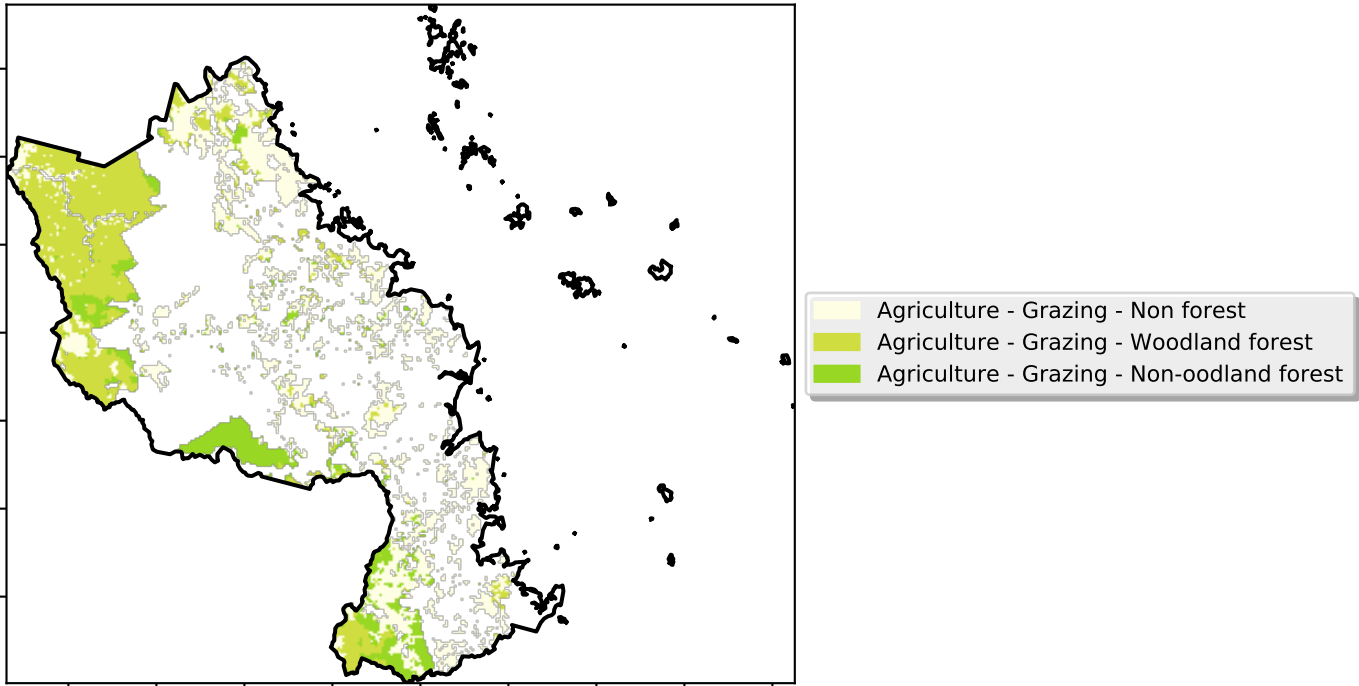 Agriculture - Grazing - Non forest
Agriculture - Grazing - Woodland forest
Agriculture - Grazing - Non-oodland forest